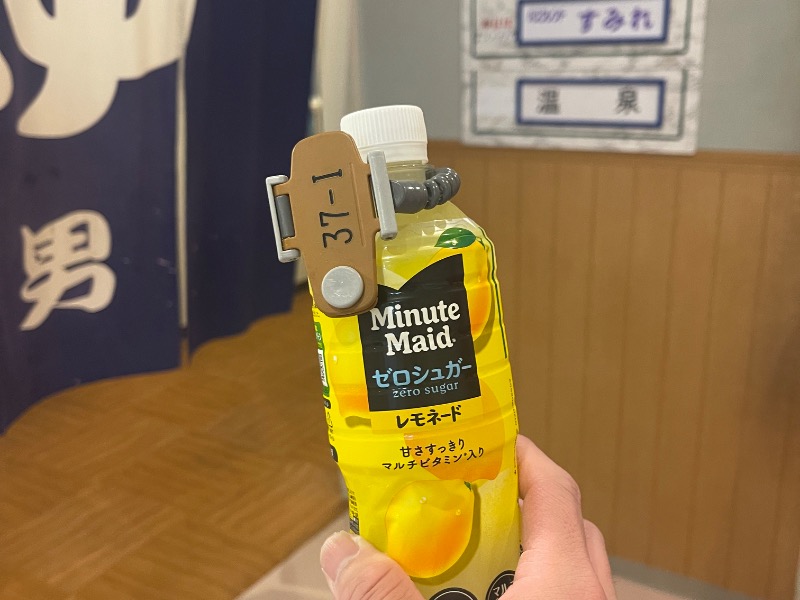 すみれ
温泉
男
37-1
Minute
Maid
ゼロシュガー
zero sugar
レモネード
甘さすっきり
マルチビタミン*入り
マル